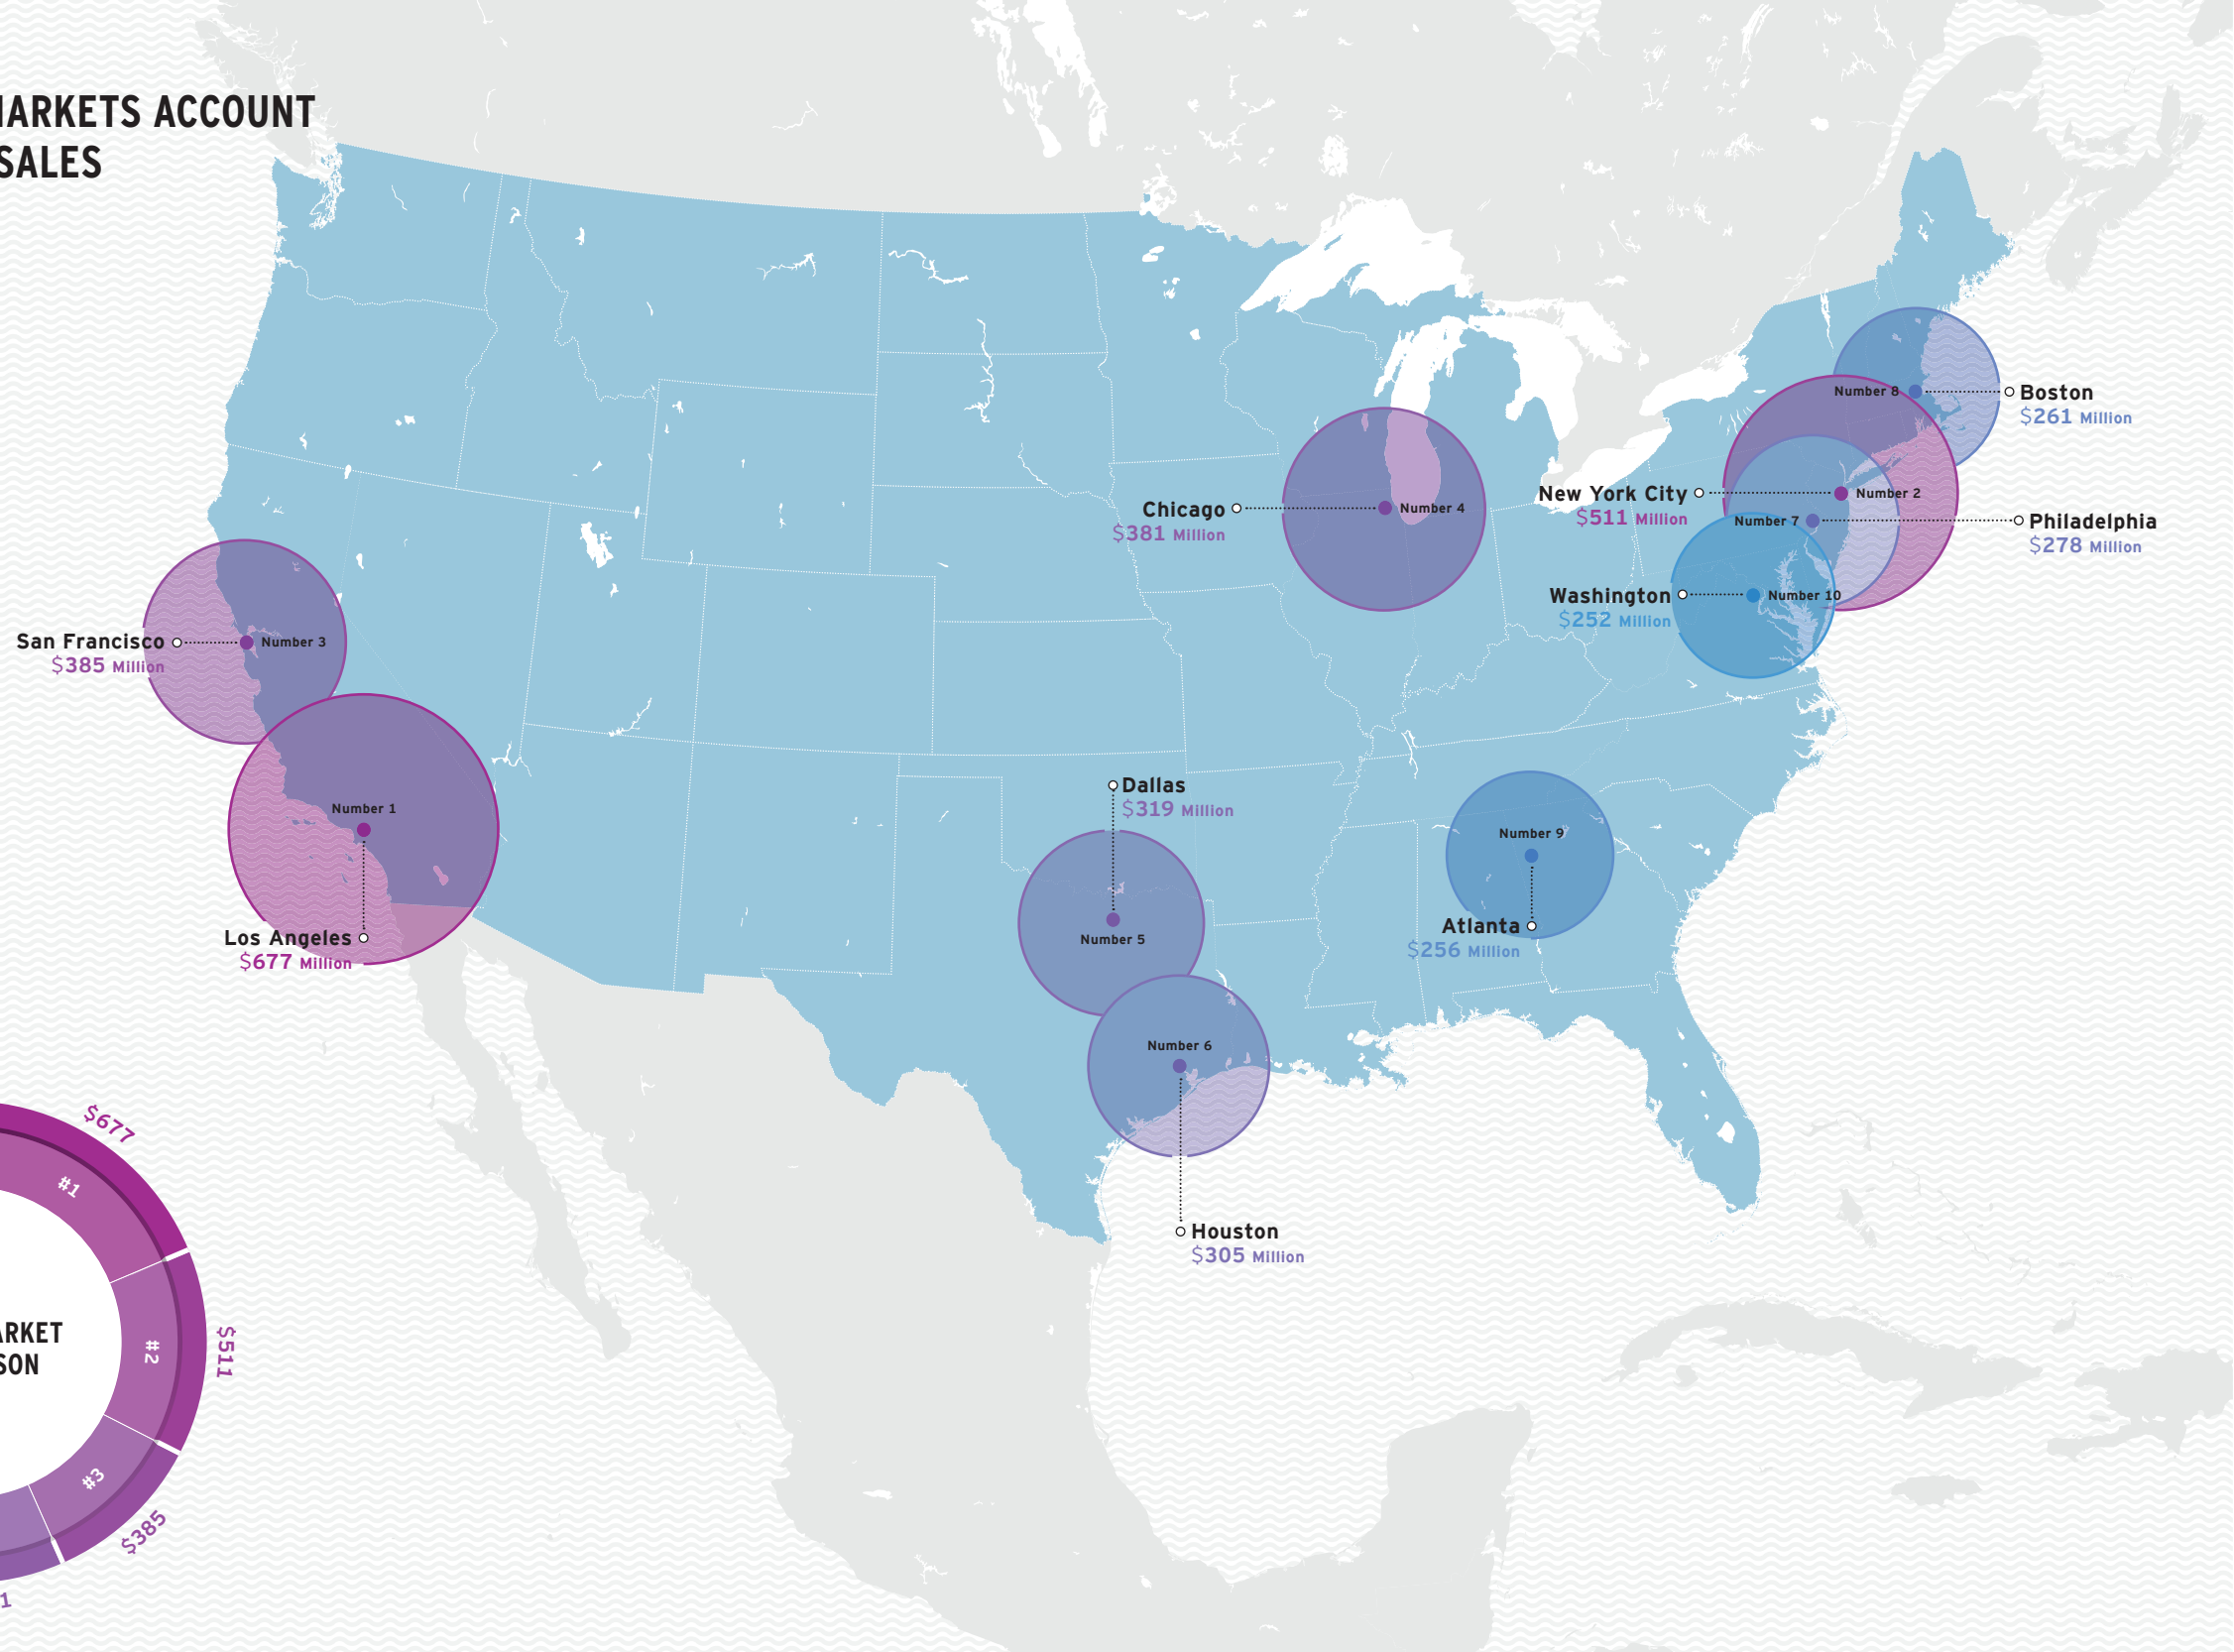 ARKETS ACCOUNT
SALES
Number 8
Boston
$261 Million
Chicago
$381 Million
Number 4
New York City
$511 Million
Number 2
Number 7
Philadelphia
$278 Million
Washington
$252 Million
Number 10
San Francisco
$385 Million
Number 3
Number 1
Los Angeles
$677 Million
Dallas
$319 Million
Number 5
Number 9
Atlanta
$256 Million
Number 6
Houston
$305 Million
$677
#1
#2
$511
ARKET
SON
#3
$385
1